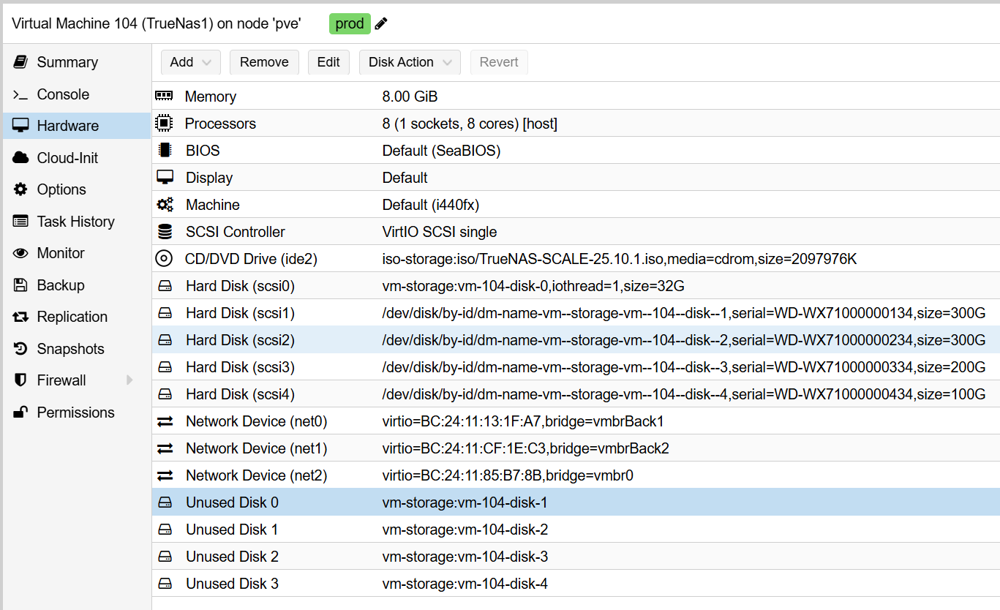 Virtual Machine 104 (TrueNas1) on node 'pve' prod
Summary
Console
Hardware
Cloud-Init
Options
Task History
Monitor
Backup
Replication
Snapshots
Firewall
Permissions
Add Remove Edit Disk Action Revert
Memory 8.00 GiB
Processors 8 (1 sockets, 8 cores) [host]
BIOS Default (SeaBIOS)
Display Default
Machine Default (i440fx)
SCSI Controller VirtIO SCSI single
CD/DVD Drive (ide2) iso-storage:iso/TrueNAS-SCALE-25.10.1.iso,media=cdrom,size=2097976K
Hard Disk (scsi0) vm-storage:vm-104-disk-0,iothread=1,size=32G
Hard Disk (scsi1) /dev/disk/by-id/dm-name-vm--storage-vm--104--disk--1,serial=WD-WX71000000134,size=300G
Hard Disk (scsi2) /dev/disk/by-id/dm-name-vm--storage-vm--104--disk--2,serial=WD-WX71000000234,size=300G
Hard Disk (scsi3) /dev/disk/by-id/dm-name-vm--storage-vm--104--disk--3,serial=WD-WX71000000334,size=200G
Hard Disk (scsi4) /dev/disk/by-id/dm-name-vm--storage-vm--104--disk--4,serial=WD-WX71000000434,size=100G
Network Device (net0) virtio=BC:24:11:13:1F:A7,bridge=vmbrBack1
Network Device (net1) virtio=BC:24:11:CF:1E:C3,bridge=vmbrBack2
Network Device (net2) virtio=BC:24:11:85:B7:8B,bridge=vmbr0
Unused Disk 0 vm-storage:vm-104-disk-1
Unused Disk 1 vm-storage:vm-104-disk-2
Unused Disk 2 vm-storage:vm-104-disk-3
Unused Disk 3 vm-storage:vm-104-disk-4